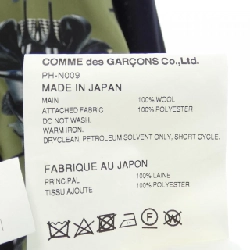 COMME des GARÇONS Co.,Ltd.
PH-N009
MADE IN JAPAN
MAIN 100% WOOL
ATTACHED FABRIC 100% POLYESTER
DO NOT WASH.
WARM IRON.
DRYCLEAN, PETROLEUM SOLVENT ONLY, SHORT CYCLE.
FABRIQUE AU JAPON
PRINCIPAL 100% LAINE
TISSU AJOUTE 100% POLYESTER